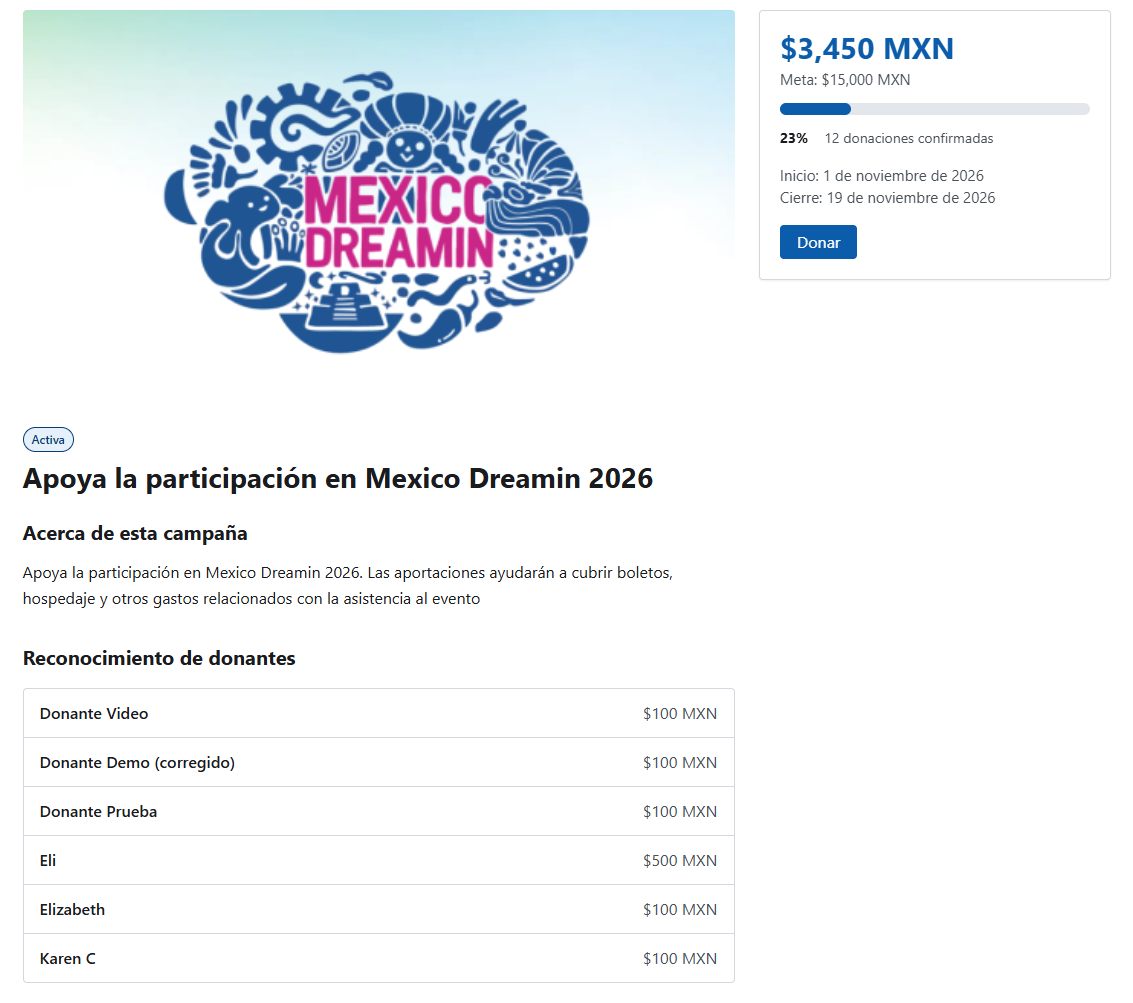 MEXICO
DREAMIN
$3,450 MXN
Meta: $15,000 MXN
23% 12 donaciones confirmadas
Inicio: 1 de noviembre de 2026
Cierre: 19 de noviembre de 2026
Donar
Activa
Apoya la participación en Mexico Dreamin 2026
Acerca de esta campaña
Apoya la participación en Mexico Dreamin 2026. Las aportaciones ayudarán a cubrir boletos,
hospedaje y otros gastos relacionados con la asistencia al evento
Reconocimiento de donantes
Donante Video $100 MXN
Donante Demo (corregido) $100 MXN
Donante Prueba $100 MXN
Eli $500 MXN
Elizabeth $100 MXN
Karen C $100 MXN